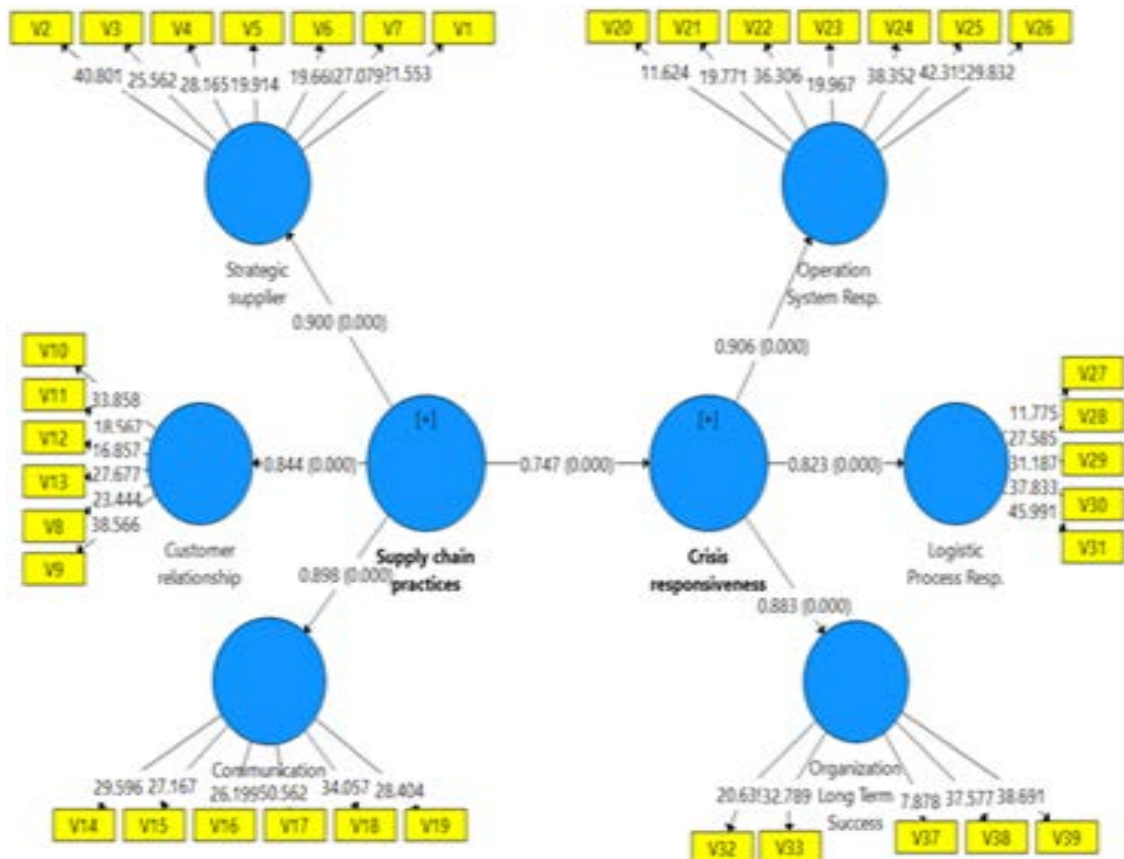 V2 V3 V4 V5 V6 V7 V1
40.801 25.562 28.165 19.914 19.668 27.079 21.553
Strategic
supplier
V20 V21 V22 V23 V24 V25 V26
11.624 19.771 36.306 19.967 38.352 29.832
Operation
System Resp.
0.900 (0.000)
0.906 (0.000)
V10
V11
V12
V13
V8
V9
33.858
18.567
16.857
27.677
23.444
38.566
Customer
relationship
0.844 (0.000)
[+]
Supply chain
practices
0.747 (0.000)
[+]
Crisis
responsiveness
0.823 (0.000)
Logistic
Process Resp.
V27
V28
V29
V30
V31
11.775
27.585
31.187
37.833
45.991
0.898 (0.000)
0.883 (0.000)
Communication
29.596 27.167 26.199 50.562 34.057 28.404
V14 V15 V16 V17 V18 V19
Organization
Long Term
Success
32.789 7.878 37.577 38.691
V32 V33 V37 V38 V39